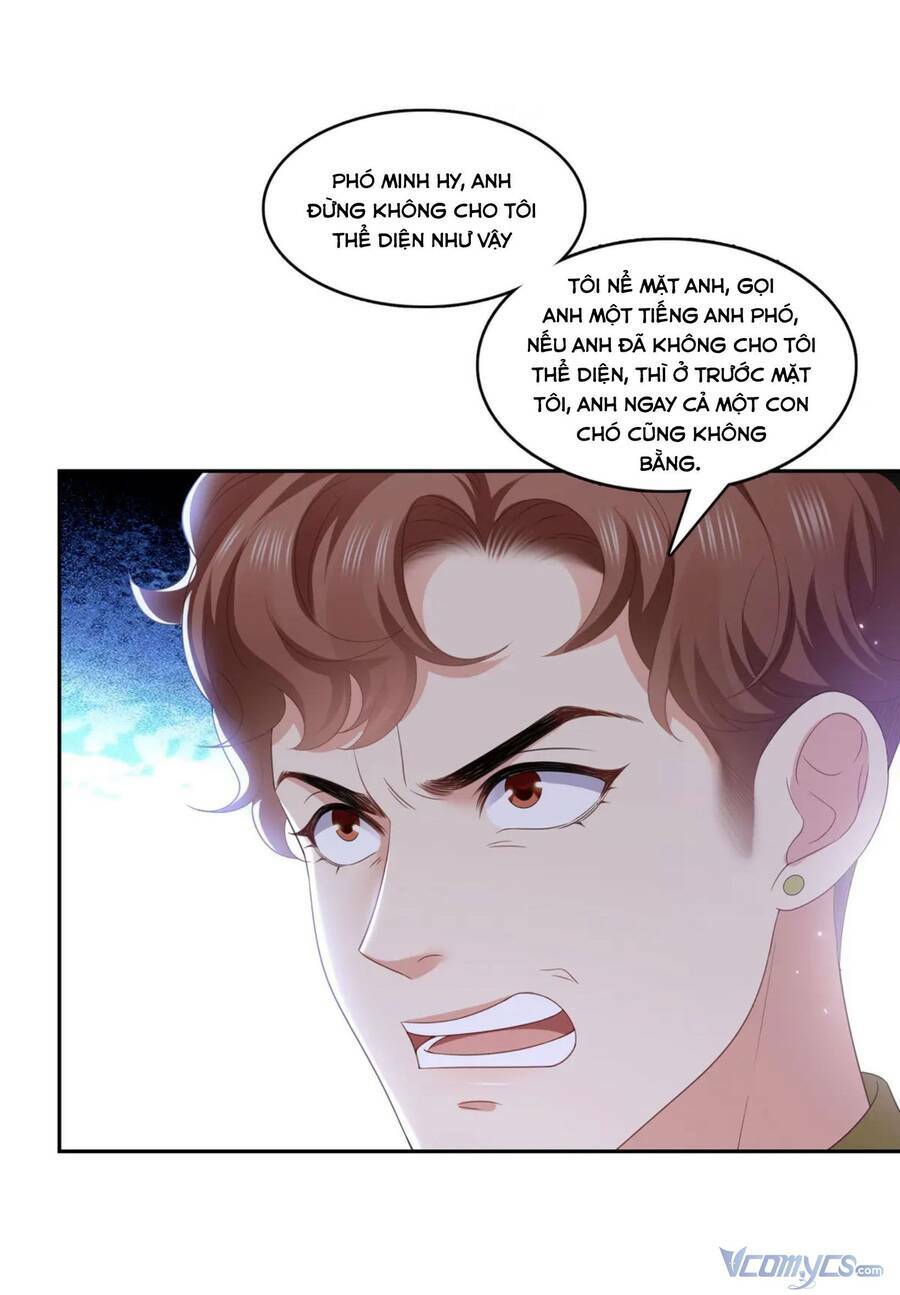 PHÓ MINH HY, ANH
ĐỪNG KHÔNG CHO TÔI
THỂ DIỆN NHƯ VẬY
TÔI NỂ MẶT ANH, GỌI
ANH MỘT TIẾNG ANH PHÓ,
NẾU ANH ĐÃ KHÔNG CHO TÔI
THỂ DIỆN, THÌ Ở TRƯỚC MẶT
TÔI, ANH NGAY CẢ MỘT CON
CHÓ CŨNG KHÔNG
BẰNG.
VCOMYCS.com